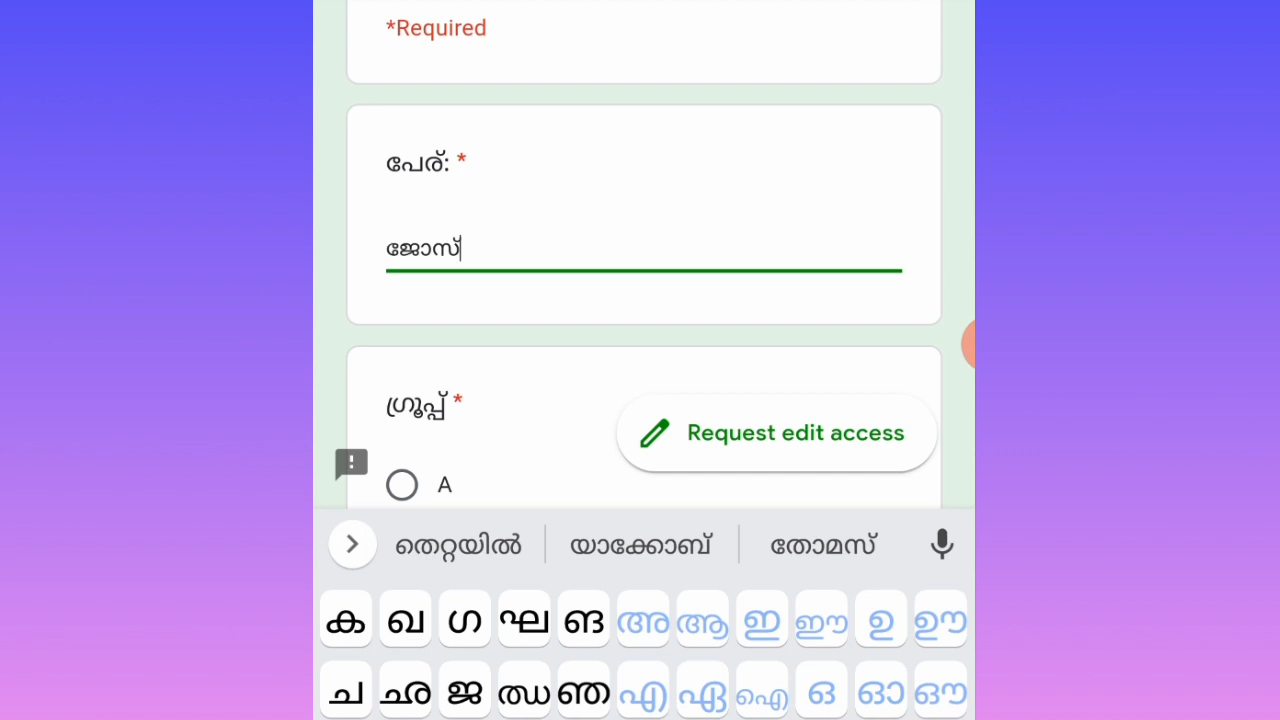 *Required
പേര്: *
ജോസ്
ഗ്രൂപ്പ് *
Request edit access
A
തെറ്റയിൽ യാക്കോബ് തോമസ്
ക ഖ ഗ ഘ ങ അ ആ ഇ ഈ ഉ ഊ
ച ഛ ജ ഝ ഞ എ ഏ ഐ ഒ ഓ ഔ